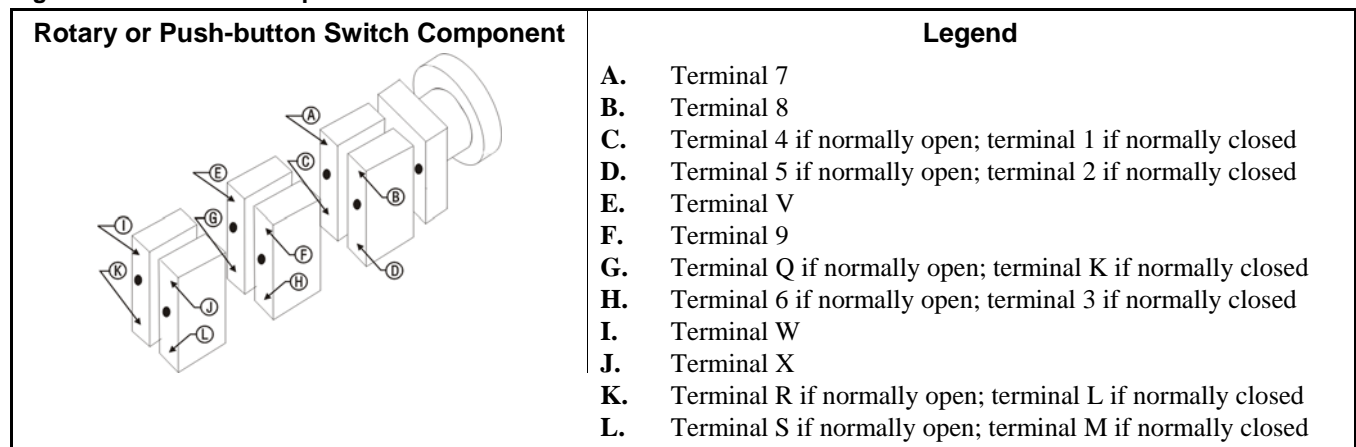 Rotary or Push-button Switch Component
Legend
A
B
C
D
E
F
G
H
I
J
K
L
A. Terminal 7
B. Terminal 8
C. Terminal 4 if normally open; terminal 1 if normally closed
D. Terminal 5 if normally open; terminal 2 if normally closed
E. Terminal V
F. Terminal 9
G. Terminal Q if normally open; terminal K if normally closed
H. Terminal 6 if normally open; terminal 3 if normally closed
I. Terminal W
J. Terminal X
K. Terminal R if normally open; terminal L if normally closed
L. Terminal S if normally open; terminal M if normally closed